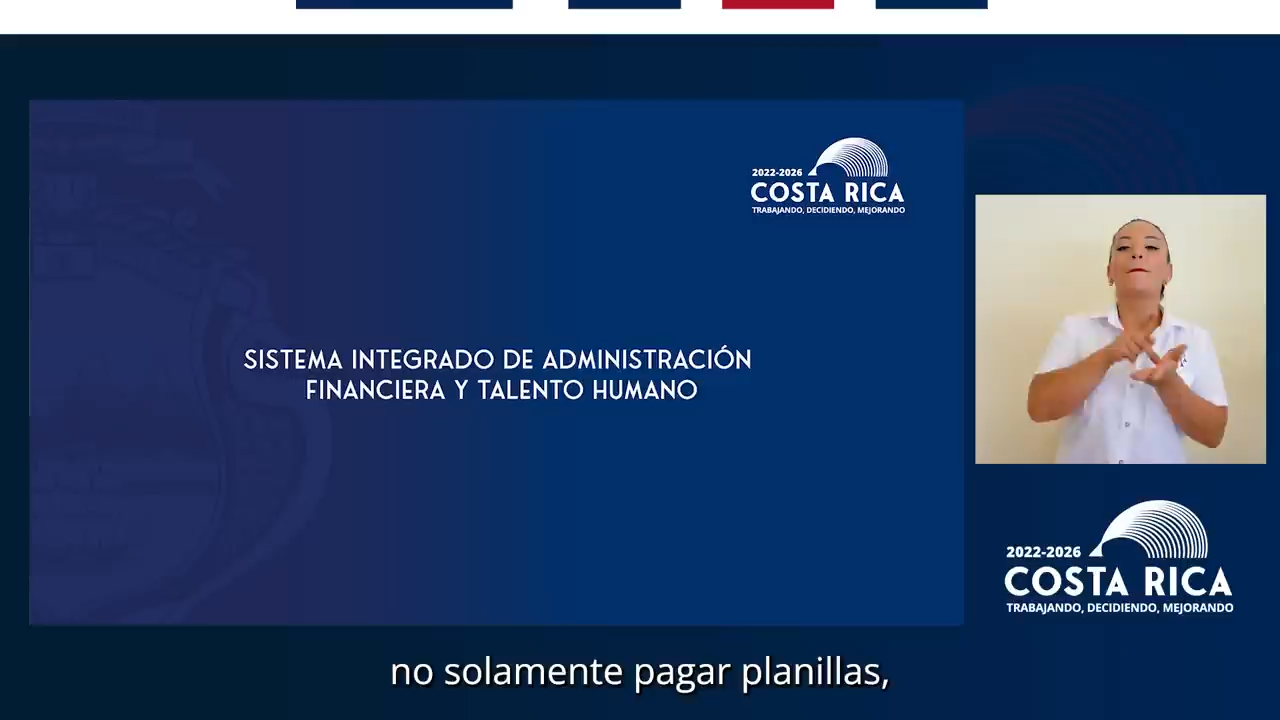 2022-2026
COSTA RICA
TRABAJANDO, DECIDIENDO, MEJORANDO
SISTEMA INTEGRADO DE ADMINISTRACIÓN
FINANCIERA Y TALENTO HUMANO
2022-2026
COSTA RICA
TRABAJANDO, DECIDIENDO, MEJORANDO
no solamente pagar planillas,